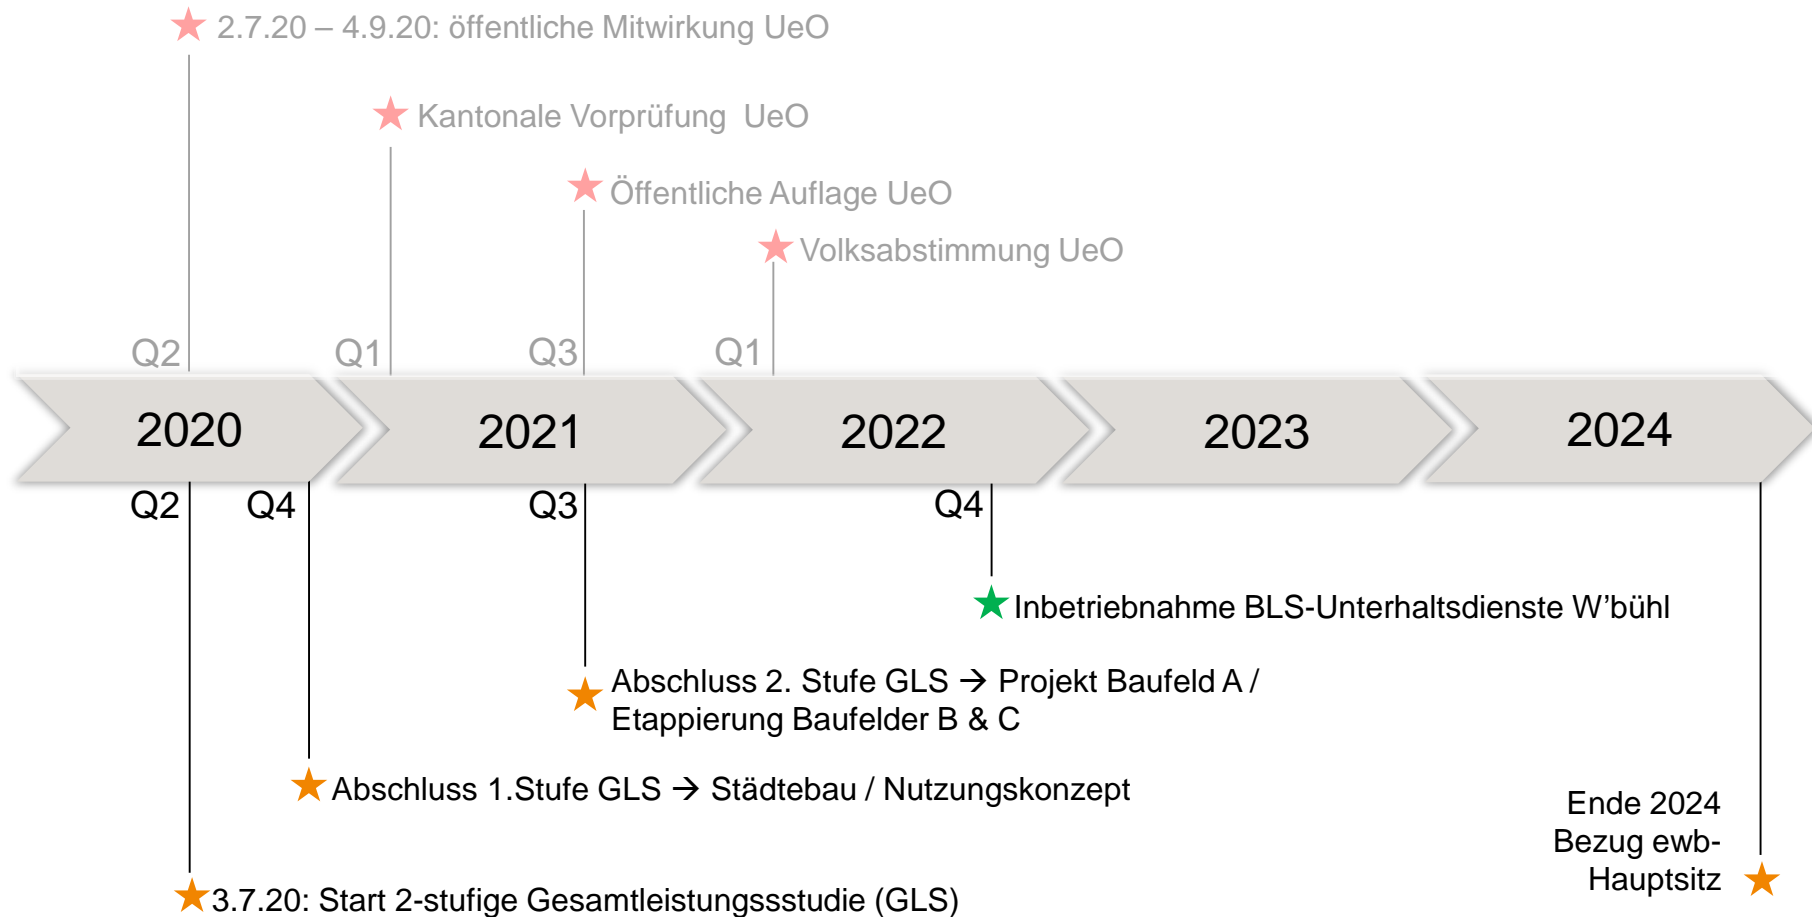 2.7.20 – 4.9.20: öffentliche Mitwirkung UeO
Kantonale Vorprüfung UeO
Öffentliche Auflage UeO
Volksabstimmung UeO
Q2 Q1 Q3 Q1
2020 2021 2022 2023 2024
Q2 Q4 Q3 Q4
Inbetriebnahme BLS-Unterhaltsdienste W’bühl
Abschluss 2. Stufe GLS → Projekt Baufeld A /
Etappierung Baufelder B & C
Abschluss 1.Stufe GLS → Städtebau / Nutzungskonzept
Ende 2024
Bezug ewb-
Hauptsitz
3.7.20: Start 2-stufige Gesamtleistungssstudie (GLS)